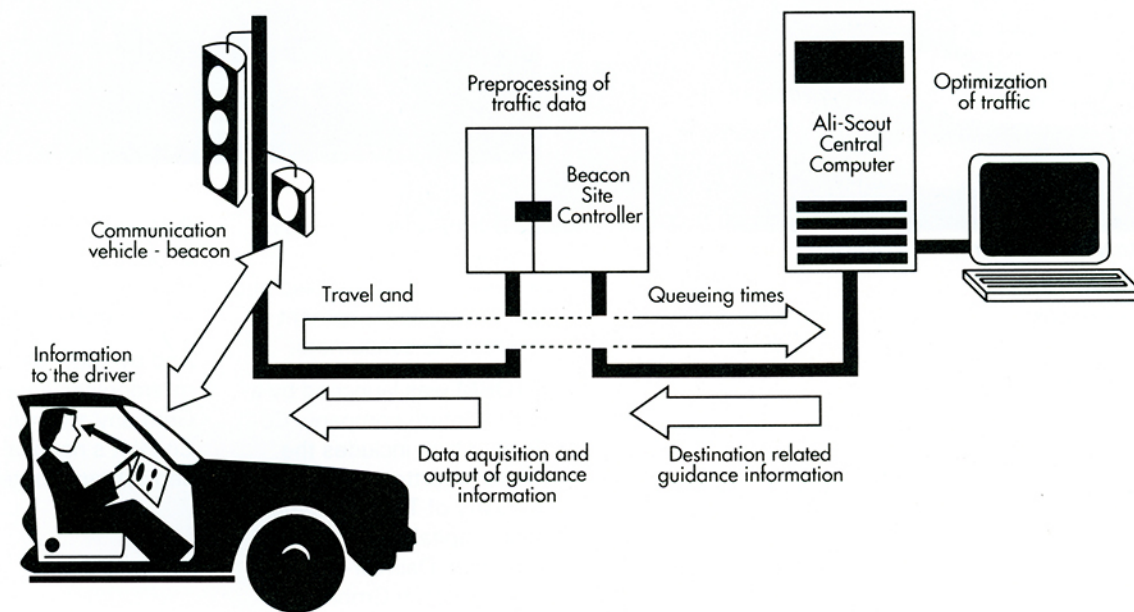 Preprocessing of
traffic data
Optimization
of traffic
Ali-Scout
Central
Computer
Beacon
Site
Controller
Communication
vehicle - beacon
Travel and
Queueing times
Information
to the driver
Data aquisition and
output of guidance
information
Destination related
guidance information